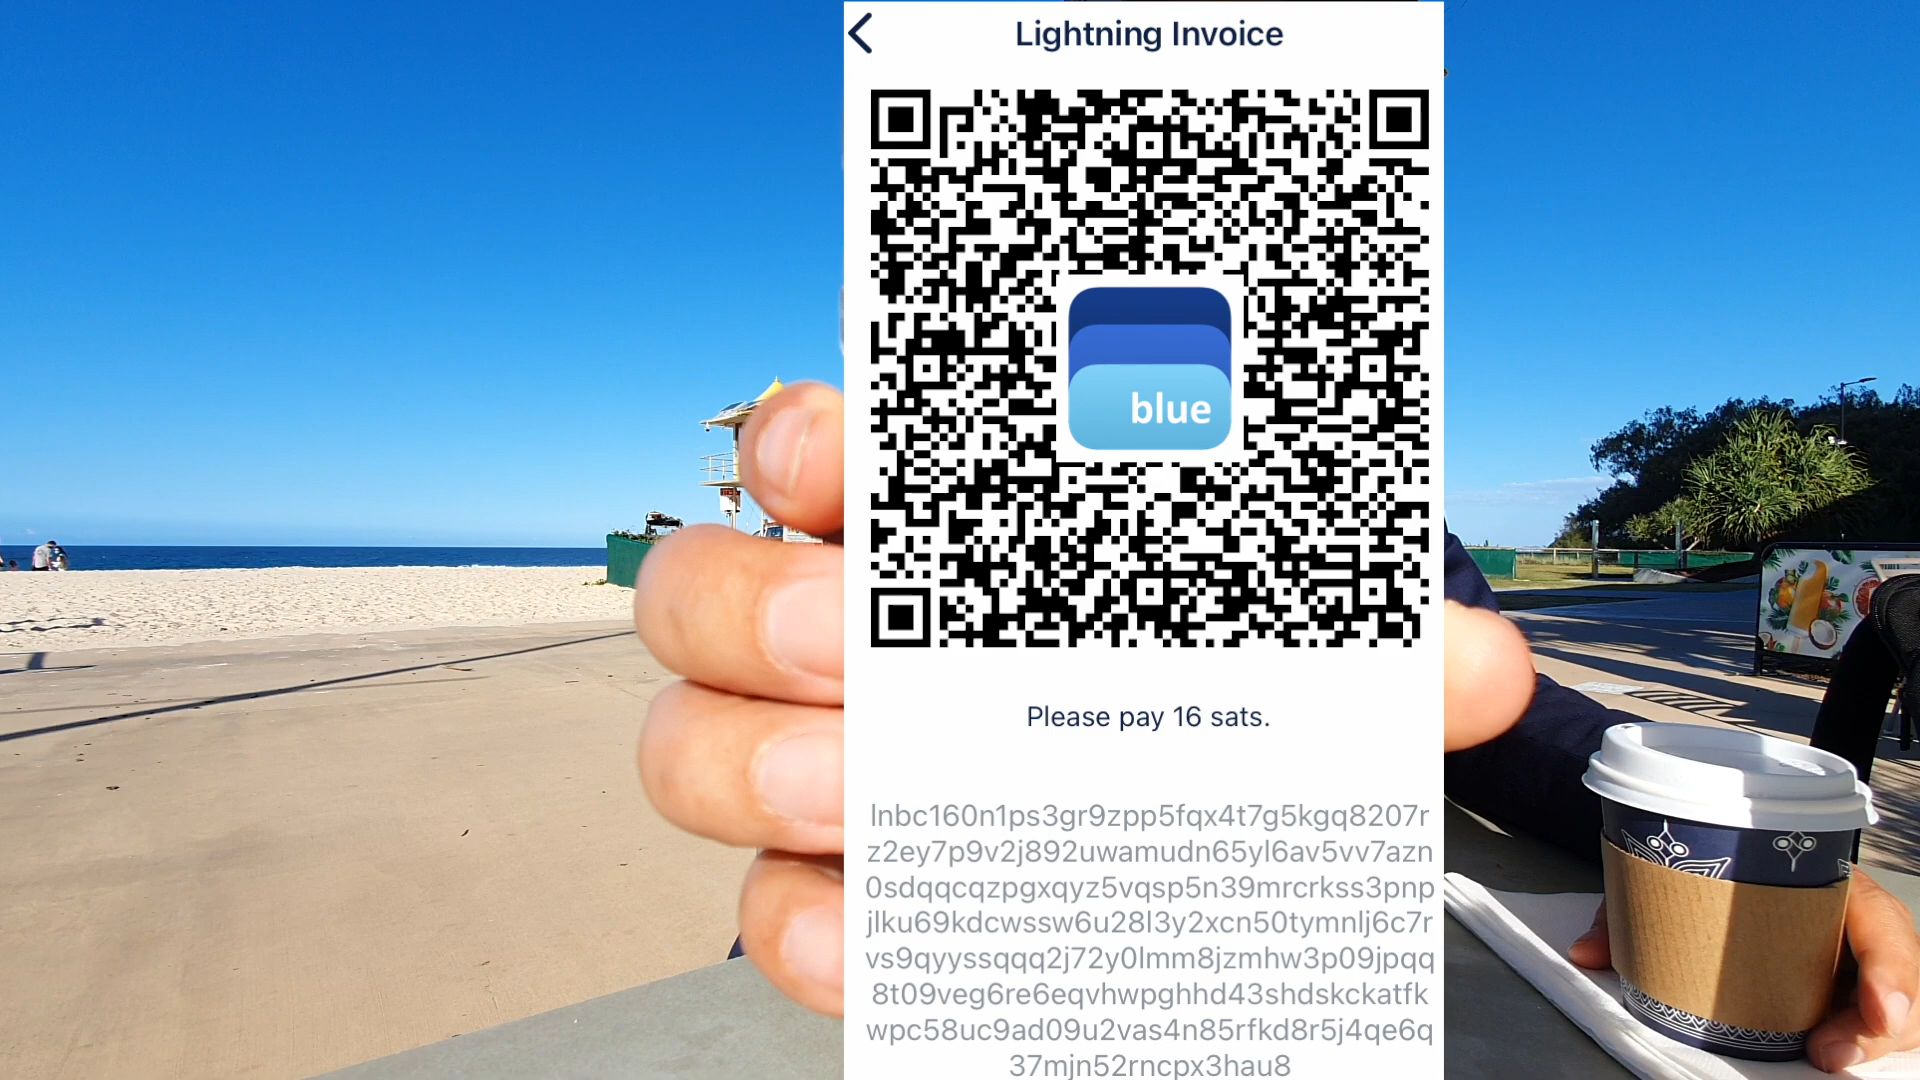 Lightning Invoice
blue
Please pay 16 sats.
lnbc160n1ps3gr9zpp5fqx4t7g5kgq8207r
z2ey7p9v2j892uwamudn65yl6av5vv7azn
0sdqqcqzpgxqyz5vqsp5n39mrcrkss3pnp
jlku69kdcwssw6u28l3y2xcn50tymnlj6c7r
vs9qyyssqqq2j72y0lmm8jzmhw3p09jpqq
8t09veg6re6eqvhwpghhd43shdskckatfk
wpc58uc9ad09u2vas4n85rfkd8r5j4qe6q
37mjn52rncpx3hau8